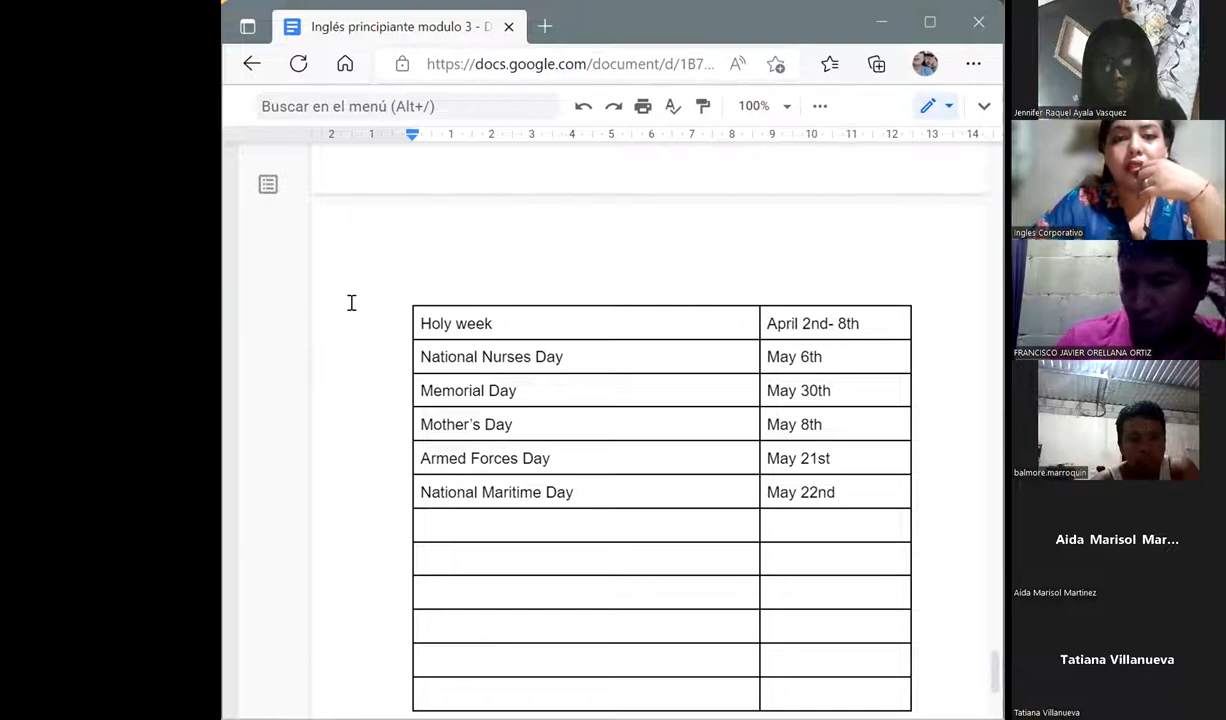 Inglés principiante modulo 3 - D
https://docs.google.com/document/d/1B7...
Buscar en el menú (Alt+/)
100%
2 1 1 2 3 4 5 6 7 8 9 10 11 12 13 14
Holy week April 2nd- 8th
National Nurses Day May 6th
Memorial Day May 30th
Mother's Day May 8th
Armed Forces Day May 21st
National Maritime Day May 22nd
Jennifer Raquel Ayala Vasquez
Ingles Corporativo
FRANCISCO JAVIER ORELLANA ORTIZ
balmore.marroquin
Aida Marisol Mar...
Aida Marisol Martinez
Tatiana Villanueva
Tatiana Villanueva